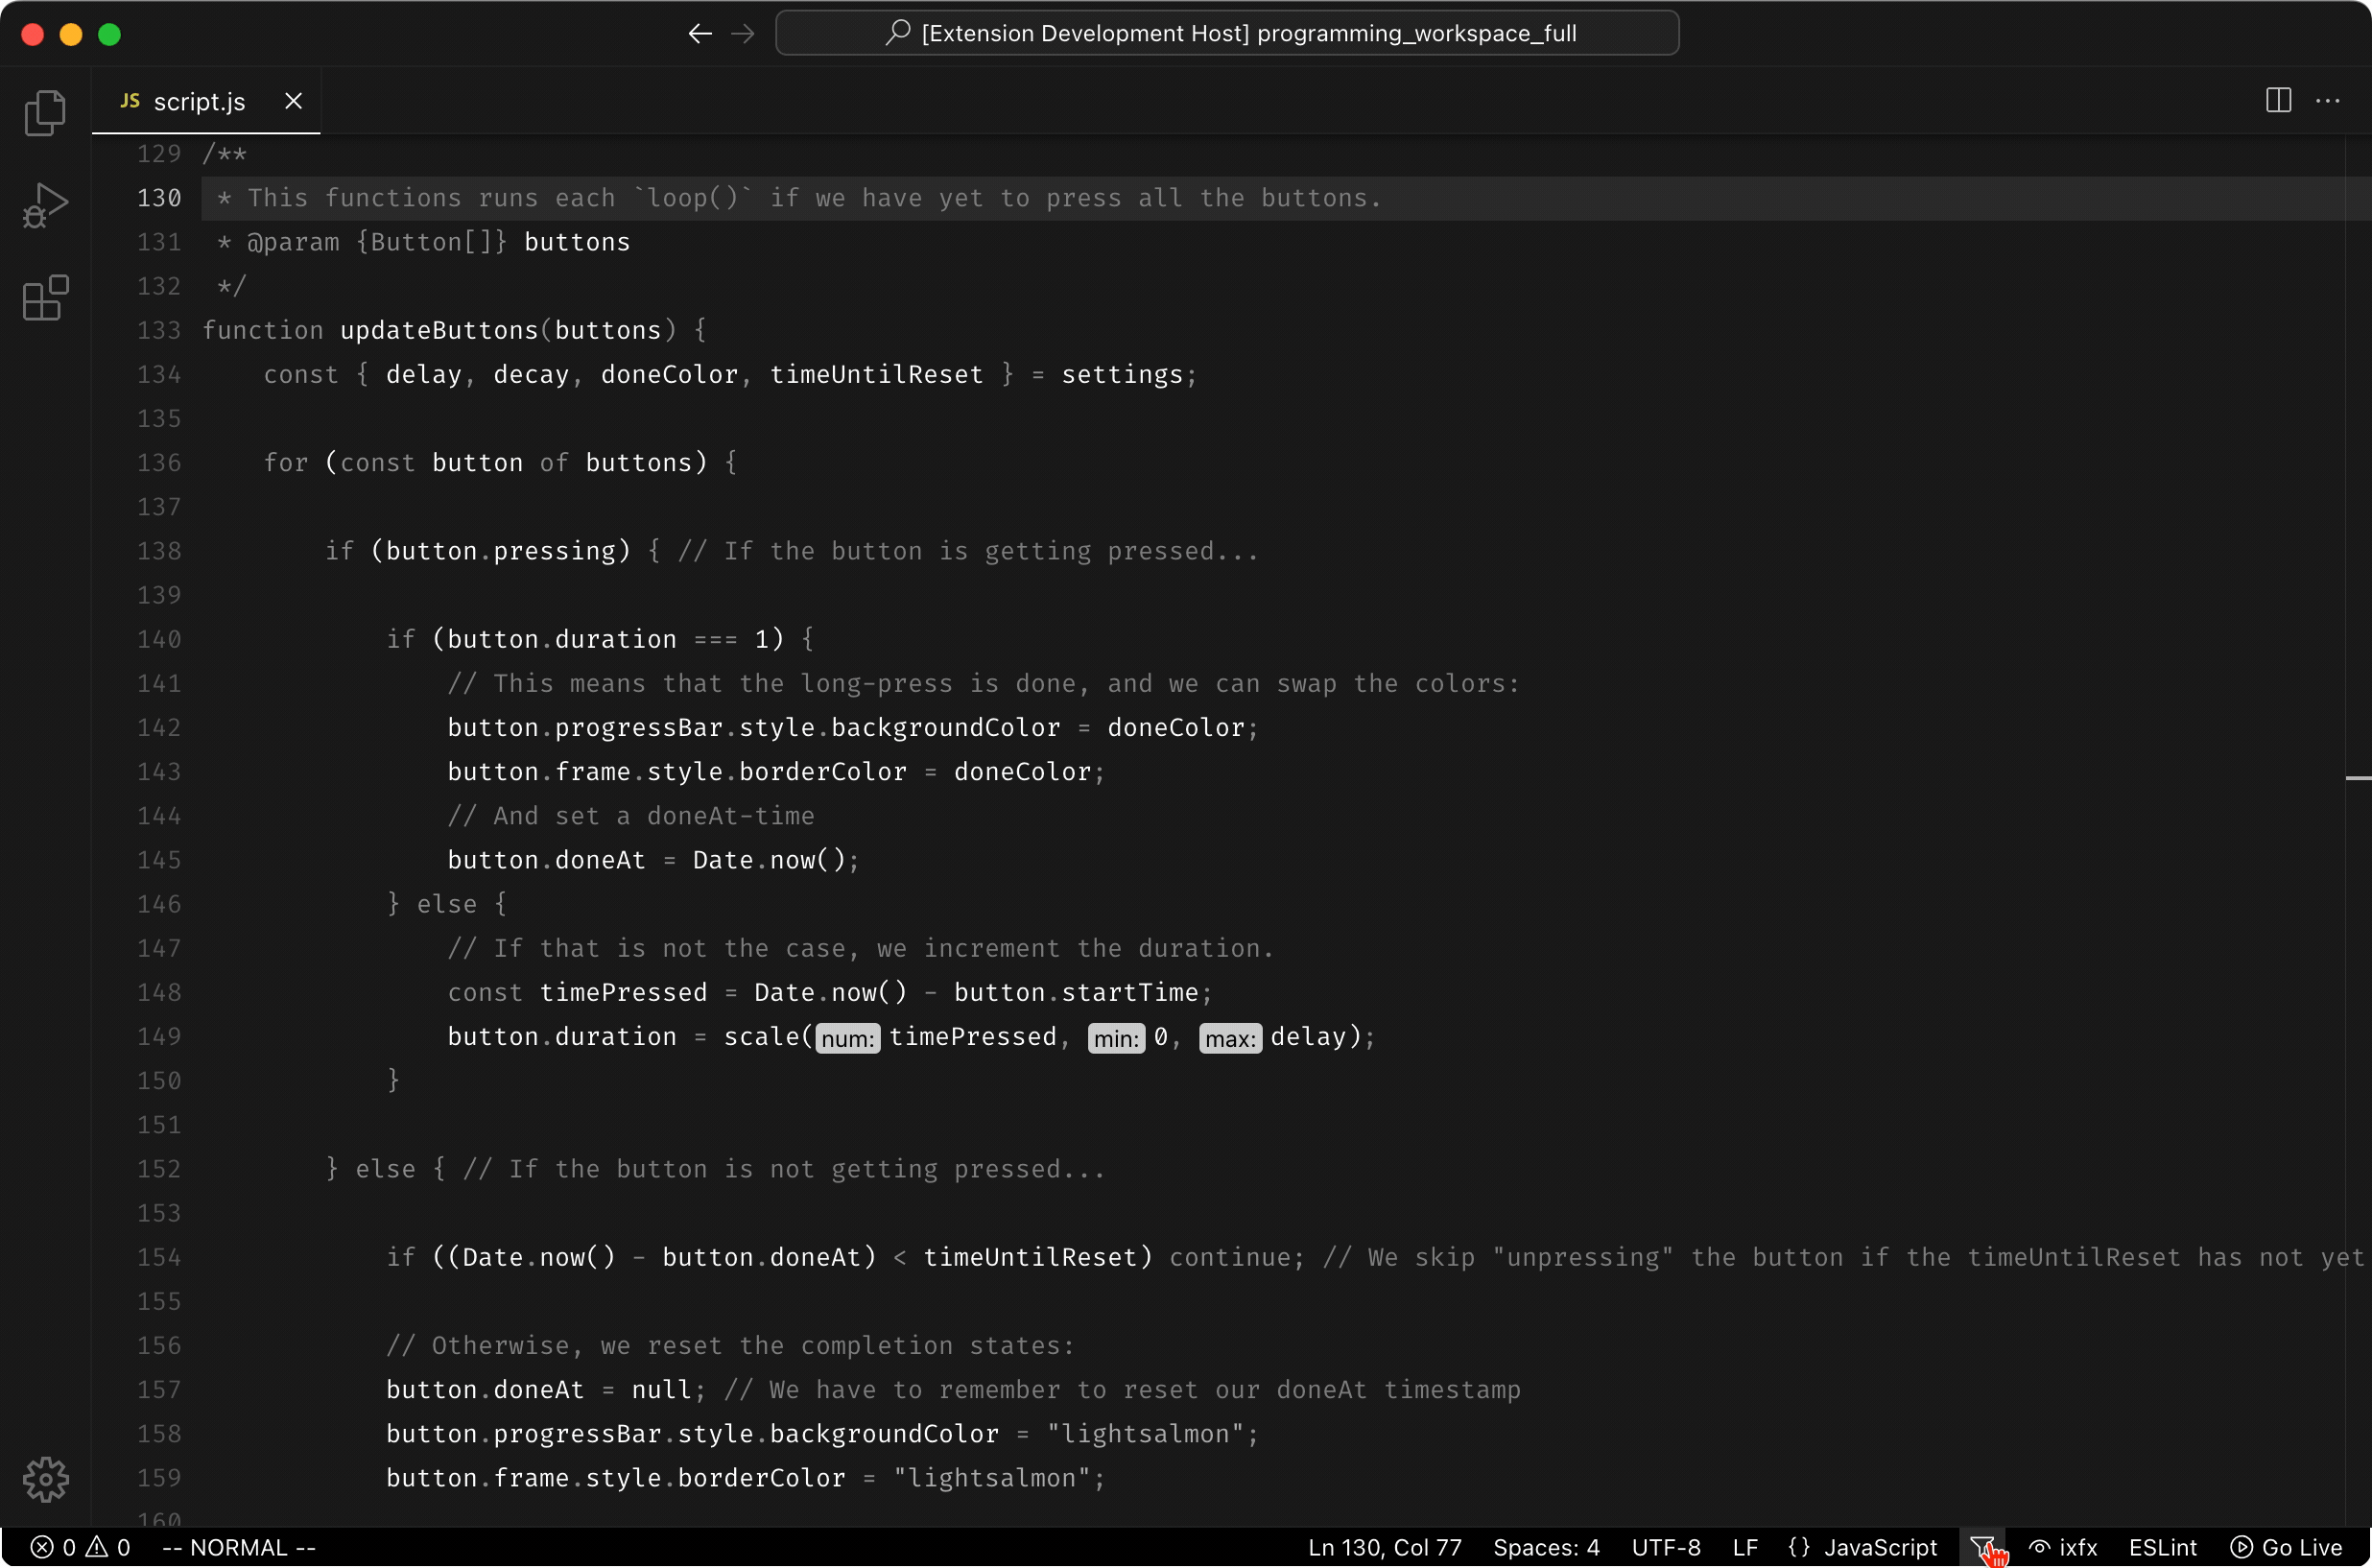 [Extension Development Host] programming_workspace_full
JS script.js
129 /**
130  * This functions runs each `loop()` if we have yet to press all the buttons.
131  * @param {Button[]} buttons
132  */
133 function updateButtons(buttons) {
134     const { delay, decay, doneColor, timeUntilReset } = settings;
135
136     for (const button of buttons) {
137
138         if (button.pressing) { // If the button is getting pressed...
139
140             if (button.duration === 1) {
141                 // This means that the long-press is done, and we can swap the colors:
142                 button.progressBar.style.backgroundColor = doneColor;
143                 button.frame.style.borderColor = doneColor;
144                 // And set a doneAt-time
145                 button.doneAt = Date.now();
146             } else {
147                 // If that is not the case, we increment the duration.
148                 const timePressed = Date.now() - button.startTime;
149                 button.duration = scale(num: timePressed, min: 0, max: delay);
150             }
151
152         } else { // If the button is not getting pressed...
153
154             if ((Date.now() - button.doneAt) < timeUntilReset) continue; // We skip "unpressing" the button if the timeUntilReset has not yet
155
156             // Otherwise, we reset the completion states:
157             button.doneAt = null; // We have to remember to reset our doneAt timestamp
158             button.progressBar.style.backgroundColor = "lightsalmon";
159             button.frame.style.borderColor = "lightsalmon";
160
0 0 -- NORMAL -- Ln 130, Col 77 Spaces: 4 UTF-8 LF {} JavaScript ixfx ESLint Go Live